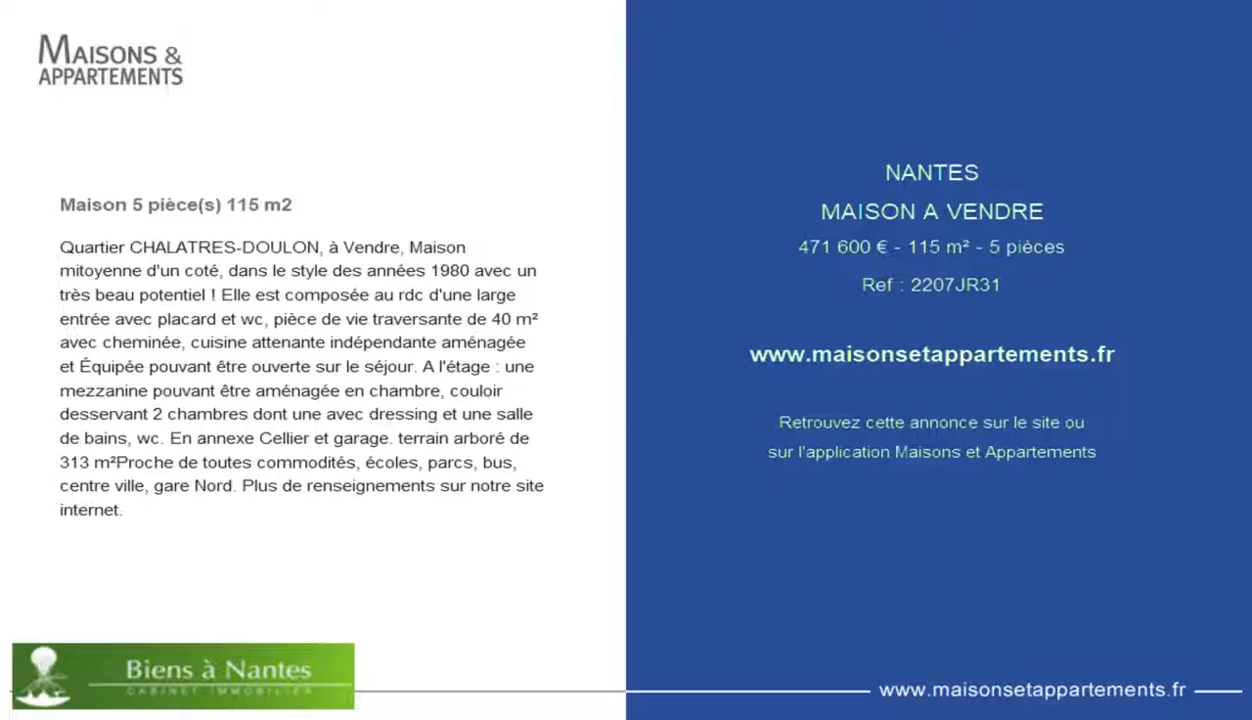 MAISONS &
APPARTEMENTS
Maison 5 pièce(s) 115 m2
Quartier CHALATRES-DOULON, à Vendre, Maison
mitoyenne d'un coté, dans le style des années 1980 avec un
très beau potentiel ! Elle est composée au rdc d'une large
entrée avec placard et wc, pièce de vie traversante de 40 m²
avec cheminée, cuisine attenante indépendante aménagée
et Équipée pouvant être ouverte sur le séjour. A l'étage : une
mezzanine pouvant être aménagée en chambre, couloir
desservant 2 chambres dont une avec dressing et une salle
de bains, wc. En annexe Cellier et garage. terrain arboré de
313 m²Proche de toutes commodités, écoles, parcs, bus,
centre ville, gare Nord. Plus de renseignements sur notre site
internet.
Biens à Nantes
CABINET IMMOBILIER
NANTES
MAISON A VENDRE
471 600 € - 115 m² - 5 pièces
Ref : 2207JR31
www.maisonsetappartements.fr
Retrouvez cette annonce sur le site ou
sur l'application Maisons et Appartements
www.maisonsetappartements.fr